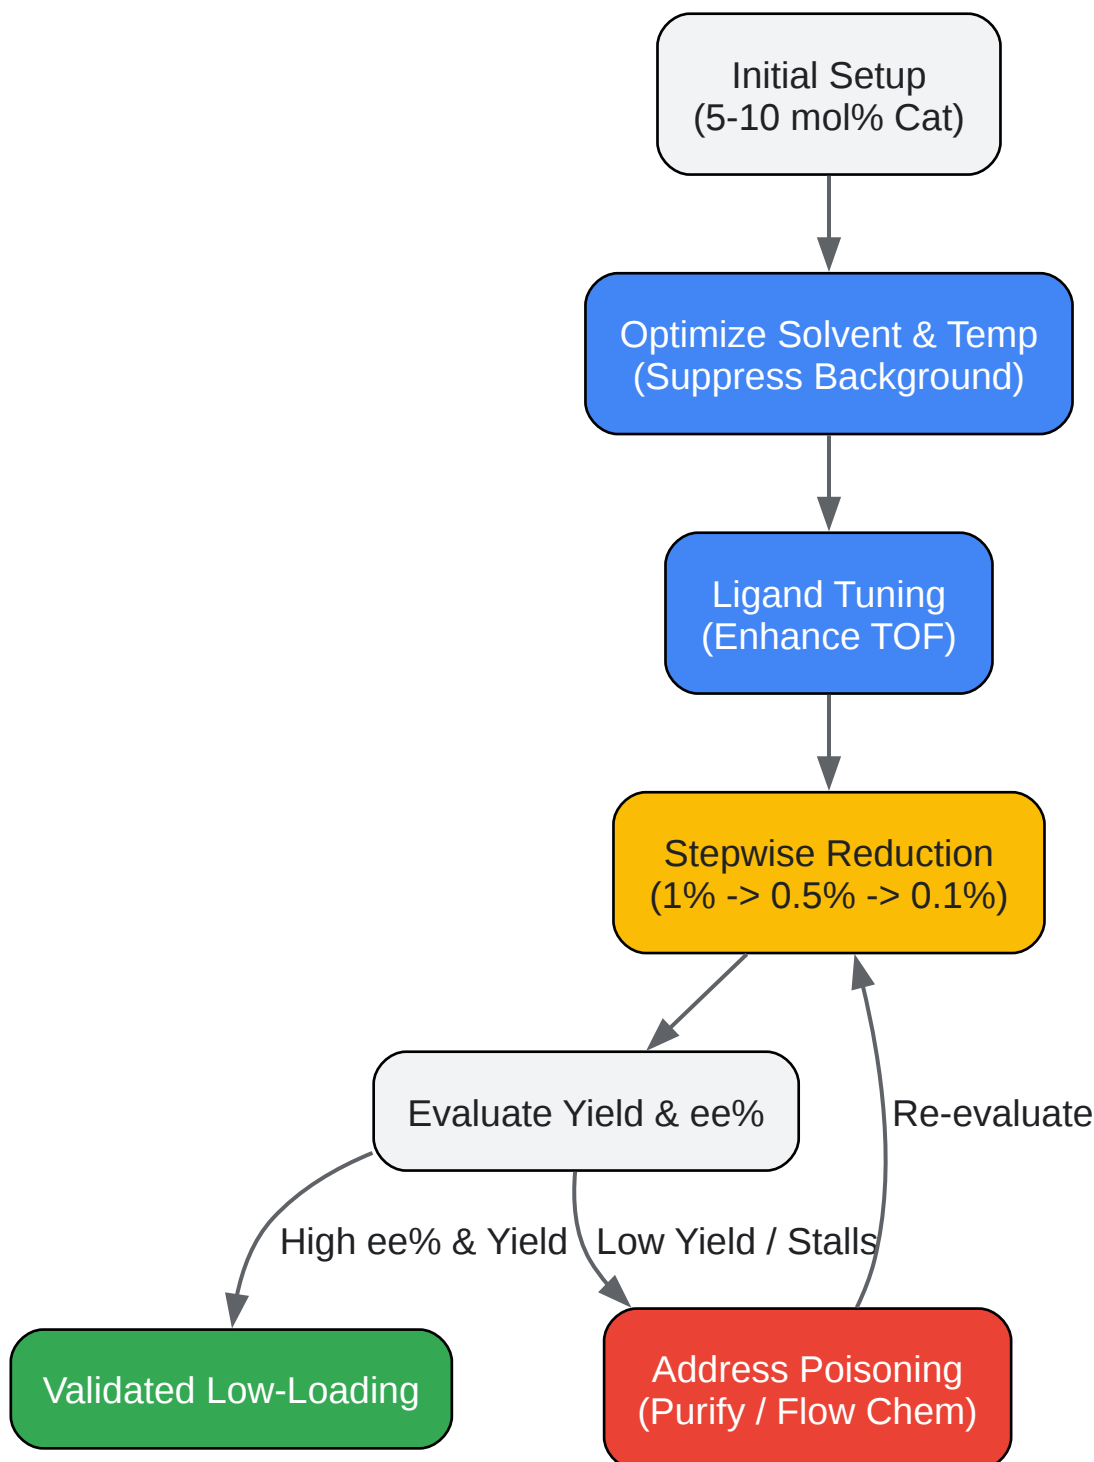 Initial Setup
(5-10 mol% Cat)
Optimize Solvent & Temp
(Suppress Background)
Ligand Tuning
(Enhance TOF)
Stepwise Reduction
(1% -> 0.5% -> 0.1%)
Evaluate Yield & ee%
Re-evaluate
High ee% & Yield
Low Yield / Stalls
Validated Low-Loading
Address Poisoning
(Purify / Flow Chem)